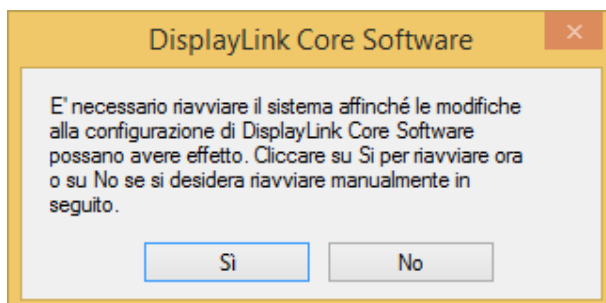 DisplayLink Core Software
E' necessario riavviare il sistema affinché le modifiche
alla configurazione di DisplayLink Core Software
possano avere effetto. Cliccare su Sì per riavviare ora
o su No se si desidera riavviare manualmente in
seguito.
Sì
No